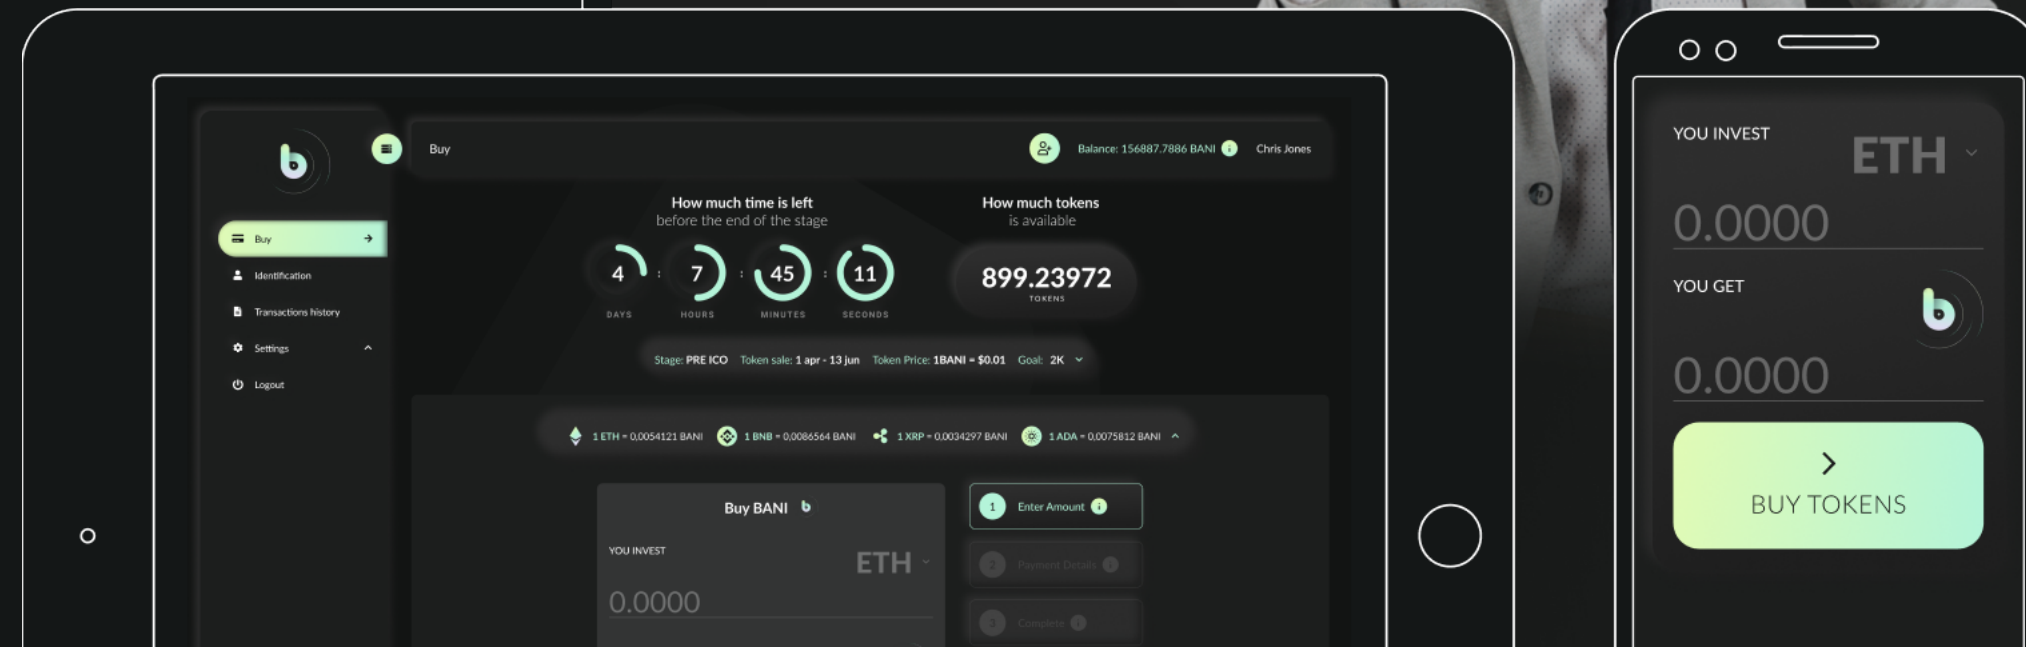 Buy
Balance: 156887.7886 BANI
Chris Jones
Buy
Identification
Transactions history
Settings
Logout
How much time is left
before the end of the stage
4 : 7 : 45 : 11
DAYS HOURS MINUTES SECONDS
How much tokens
is available
899.23972
TOKENS
Stage: PRE ICO Token sale: 1 apr - 13 jun Token Price: 1BANI = $0.01 Goal: 2K
1 ETH = 0,0054121 BANI 1 BNB = 0,0086564 BANI 1 XRP = 0,0034297 BANI 1 ADA = 0,0075812 BANI
Buy BANI
YOU INVEST
ETH
0.0000
1 Enter Amount
2 Payment Details
3 Complete
YOU INVEST
ETH
0.0000
YOU GET
0.0000
BUY TOKENS